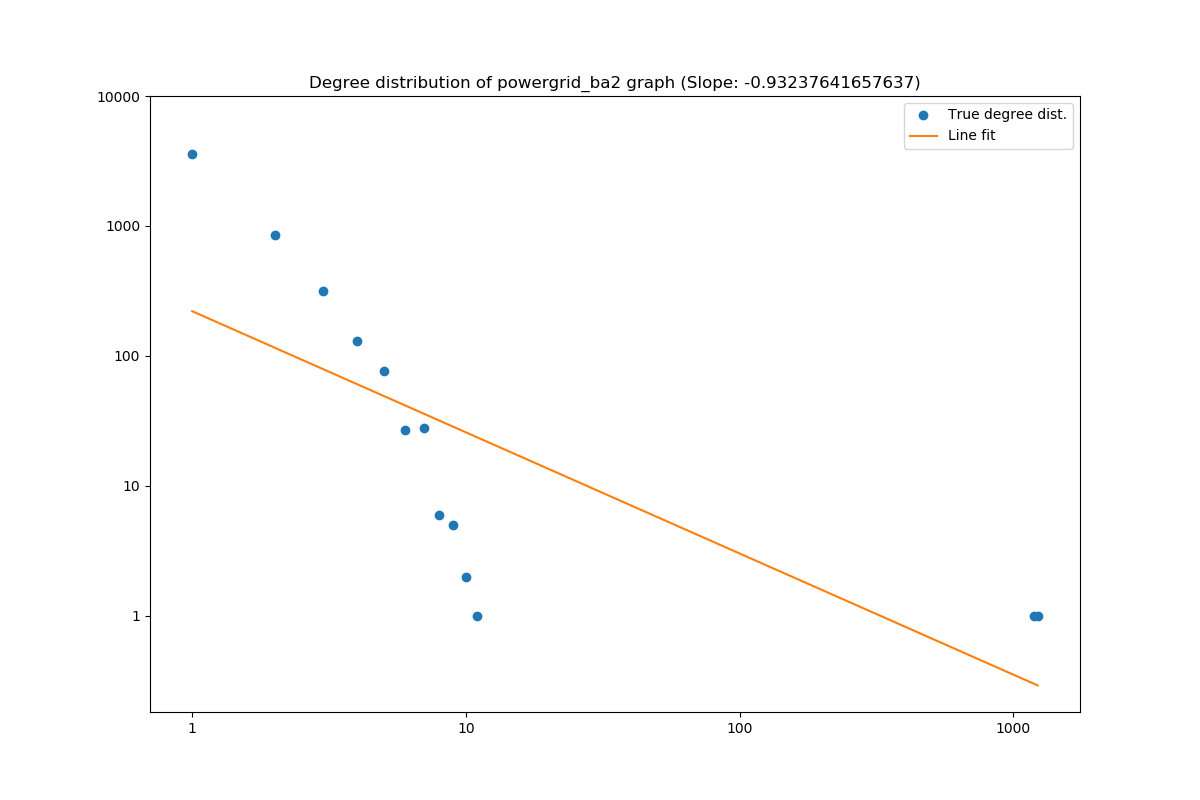 Degree distribution of powergrid_ba2 graph (Slope: -0.93237641657637)
True degree dist.
Line fit
10000
1000
100
10
1
1 10 100 1000